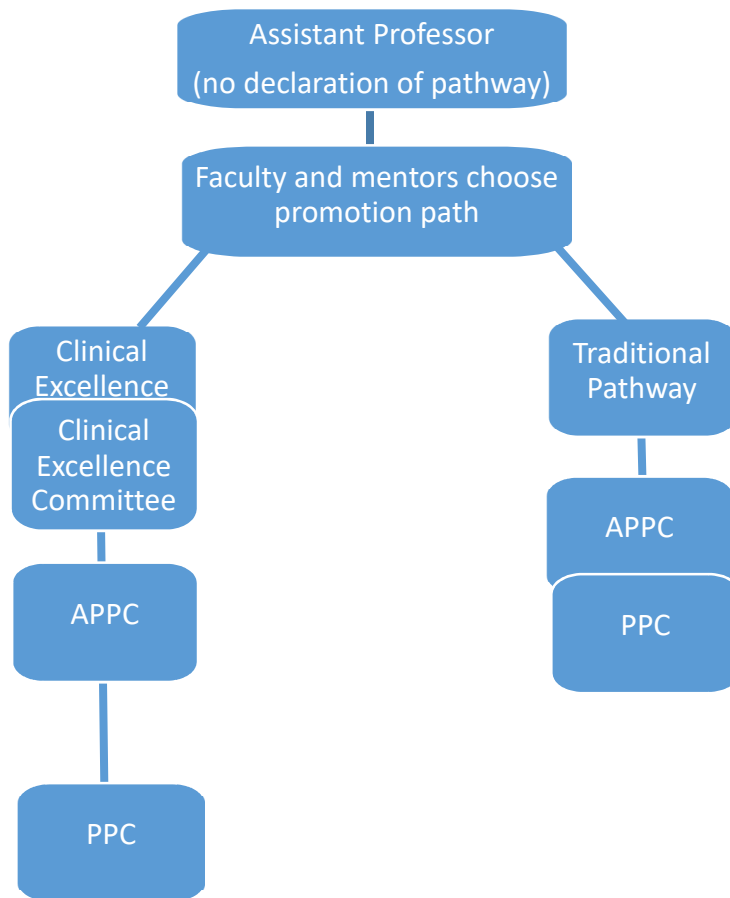 Assistant Professor
(no declaration of pathway)
Faculty and mentors choose
promotion path
Clinical
Excellence
Clinical
Excellence
Committee
APPC
PPC
Traditional
Pathway
APPC
PPC